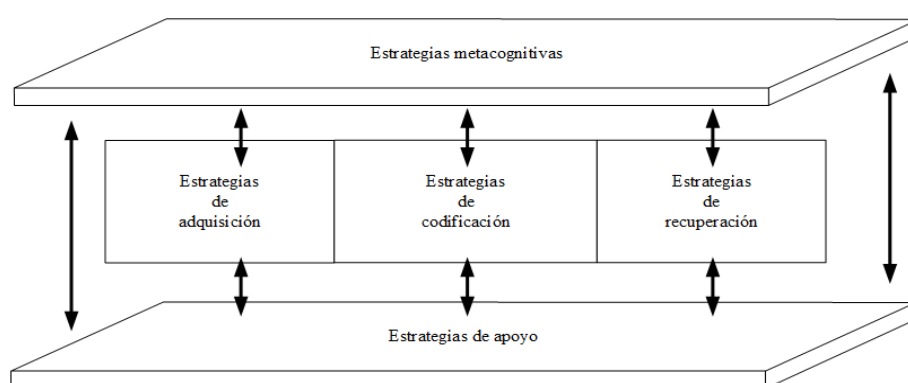 Estrategias metacognitivas
Estrategias
de
adquisición
Estrategias
de
codificación
Estrategias
de
recuperación
Estrategias de apoyo